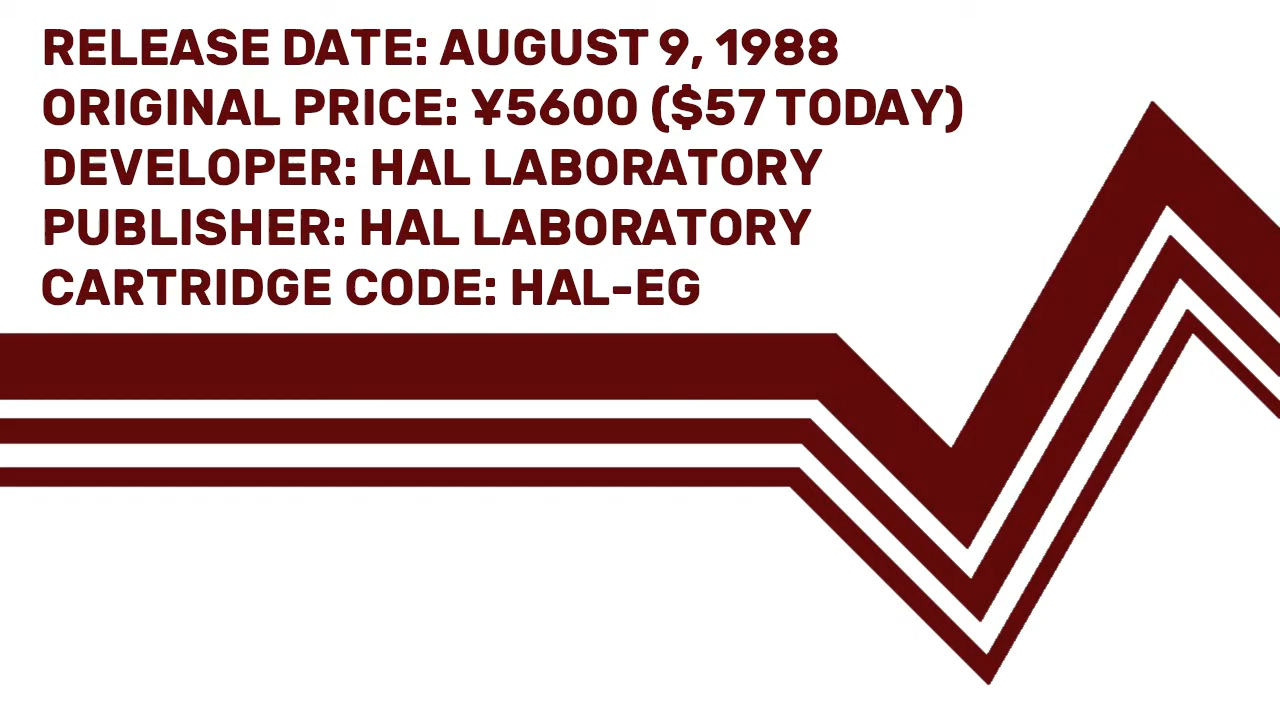 RELEASE DATE: AUGUST 9, 1988
ORIGINAL PRICE: ¥5600 ($57 TODAY)
DEVELOPER: HAL LABORATORY
PUBLISHER: HAL LABORATORY
CARTRIDGE CODE: HAL-EG